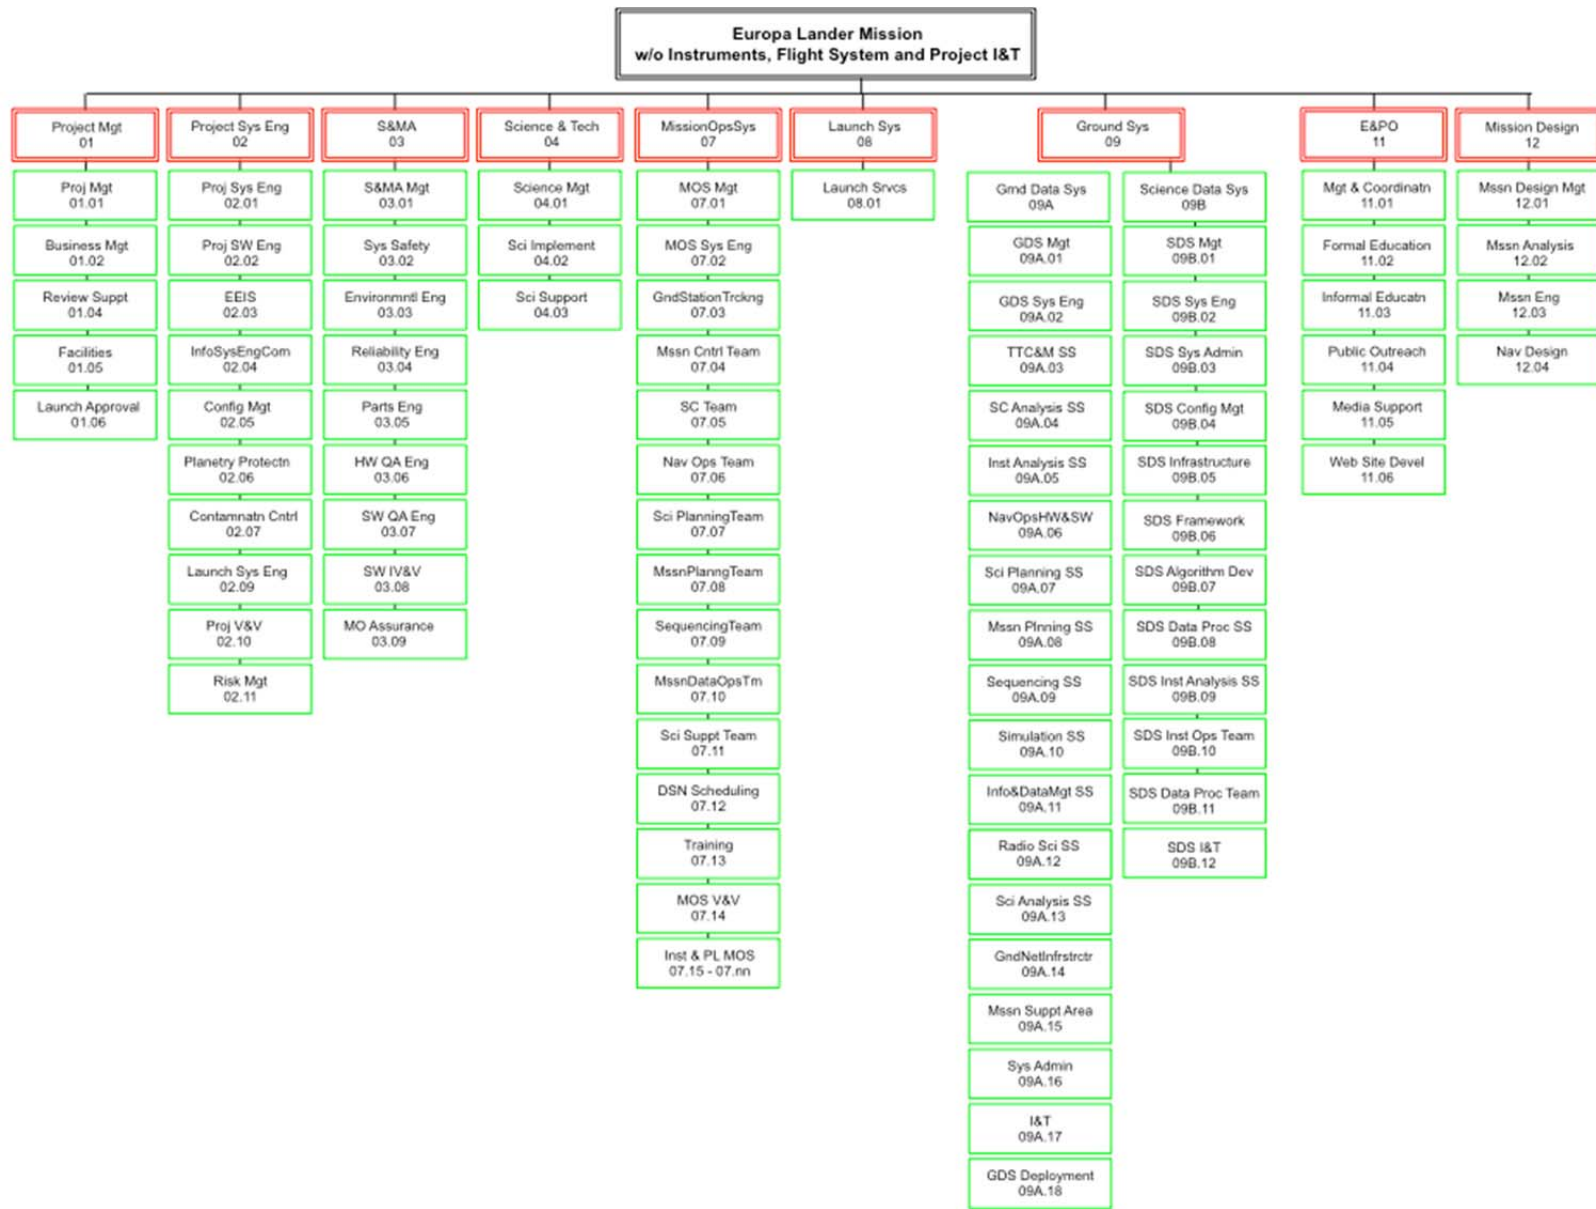 Europa Lander Mission
w/o Instruments, Flight System and Project I&T
Project Mgt
01
Proj Mgt
01.01
Business Mgt
01.02
Review Suppt
01.04
Facilities
01.05
Launch Approval
01.06
Project Sys Eng
02
Proj Sys Eng
02.01
Proj SW Eng
02.02
EEIS
02.03
InfoSysEngCom
02.04
Config Mgt
02.05
Planetry Protectn
02.06
Contamnatn Cntrl
02.07
Launch Sys Eng
02.09
Proj V&V
02.10
Risk Mgt
02.11
S&MA
03
S&MA Mgt
03.01
Sys Safety
03.02
Environmntl Eng
03.03
Reliability Eng
03.04
Parts Eng
03.05
HW QA Eng
03.06
SW QA Eng
03.07
SW IV&V
03.08
MO Assurance
03.09
Science & Tech
04
Science Mgt
04.01
Sci Implement
04.02
Sci Support
04.03
MissionOpsSys
07
MOS Mgt
07.01
MOS Sys Eng
07.02
GndStationTrckng
07.03
Mssn Cntrl Team
07.04
SC Team
07.05
Nav Ops Team
07.06
Sci PlanningTeam
07.07
MssnPlanngTeam
07.08
SequencingTeam
07.09
MssnDataOpsTm
07.10
Sci Suppt Team
07.11
DSN Scheduling
07.12
Training
07.13
MOS V&V
07.14
Inst & PL MOS
07.15 - 07.nn
Launch Sys
08
Launch Srvcs
08.01
Ground Sys
09
Grnd Data Sys
09A
GDS Mgt
09A.01
GDS Sys Eng
09A.02
TTC&M SS
09A.03
SC Analysis SS
09A.04
Inst Analysis SS
09A.05
NavOpsHW&SW
09A.06
Sci Planning SS
09A.07
Mssn Plnning SS
09A.08
Sequencing SS
09A.09
Simulation SS
09A.10
Info&DataMgt SS
09A.11
Radio Sci SS
09A.12
Sci Analysis SS
09A.13
GndNetInfrstrctr
09A.14
Mssn Suppt Area
09A.15
Sys Admin
09A.16
I&T
09A.17
GDS Deployment
09A.18
Science Data Sys
09B
SDS Mgt
09B.01
SDS Sys Eng
09B.02
SDS Sys Admin
09B.03
SDS Config Mgt
09B.04
SDS Infrastructure
09B.05
SDS Framework
09B.06
SDS Algorithm Dev
09B.07
SDS Data Proc SS
09B.08
SDS Inst Analysis SS
09B.09
SDS Inst Ops Team
09B.10
SDS Data Proc Team
09B.11
SDS I&T
09B.12
E&PO
11
Mgt & Coordinatn
11.01
Formal Education
11.02
Informal Educatn
11.03
Public Outreach
11.04
Media Support
11.05
Web Site Devel
11.06
Mission Design
12
Mssn Design Mgt
12.01
Mssn Analysis
12.02
Mssn Eng
12.03
Nav Design
12.04